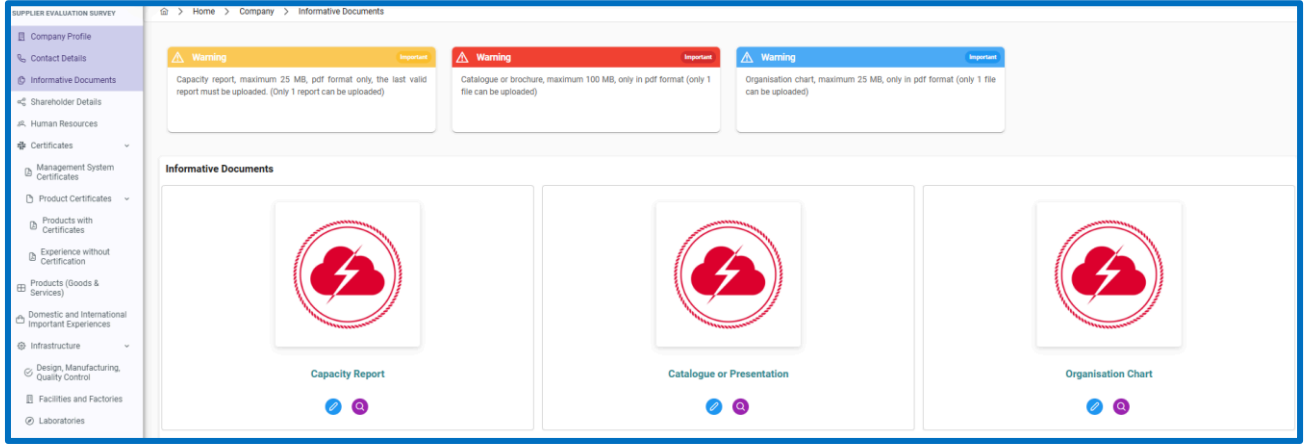 SUPPLIER EVALUATION SURVEY
Company Profile
Contact Details
Informative Documents
Shareholder Details
Human Resources
Certificates
Management System
Certificates
Product Certificates
Products with
Certificates
Experience without
Certification
Products (Goods &
Services)
Domestic and International
Important Experiences
Infrastructure
Design, Manufacturing,
Quality Control
Facilities and Factories
Laboratories
> Home > Company > Informative Documents
Warning Important
Capacity report, maximum 25 MB, pdf format only, the last valid
report must be uploaded. (Only 1 report can be uploaded)
Warning Important
Catalogue or brochure, maximum 100 MB, only in pdf format (only 1
file can be uploaded)
Warning Important
Organisation chart, maximum 25 MB, only in pdf format (only 1 file
can be uploaded)
Informative Documents
Capacity Report
Catalogue or Presentation
Organisation Chart